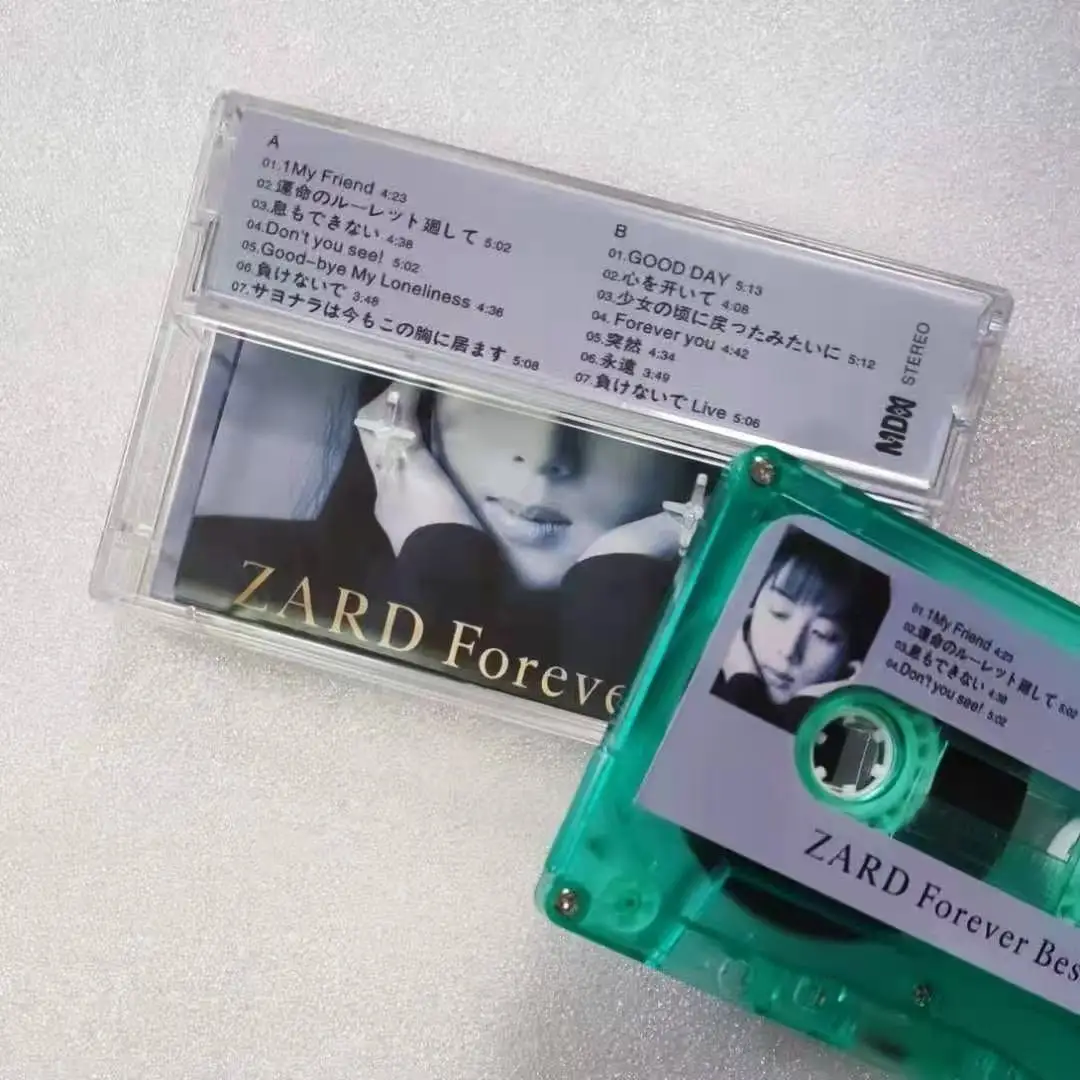 A
01.1My Friend 4:23
02.運命のルーレット廻して 5:02
03.息もできない 4:38
04.Don't you see! 5:02
05.Good-bye My Loneliness 4:36
06.負けないで 3:48
07.サヨナラは今もこの胸に居ます 5:08
B
01.GOOD DAY 5:13
02.心を开いて 4:08
03.少女の頃に戻ったみたいに 5:12
04.Forever you 4:42
05.突然 4:34
06.永遠 3:49
07.負けないで Live 5:06
MDM STEREO
ZARD Foreve
01 1My Friend 4:23
02.運命のルーレット廻して 5:02
03.息もできない 4:38
04.Don't you see! 5:02
ZARD Forever Bes